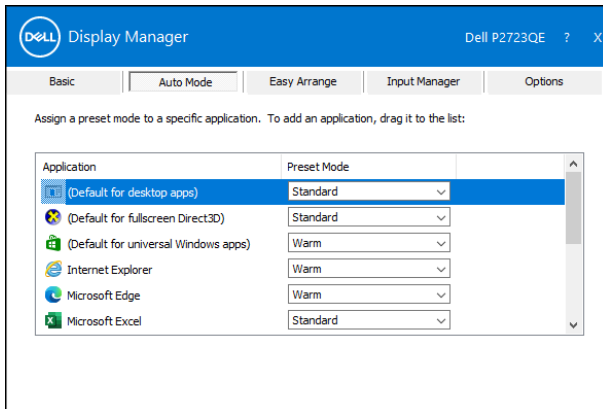 DELL Display Manager Dell P2723QE ? X
Basic Auto Mode Easy Arrange Input Manager Options
Assign a preset mode to a specific application. To add an application, drag it to the list:
Application Preset Mode
(Default for desktop apps) Standard
(Default for fullscreen Direct3D) Standard
(Default for universal Windows apps) Warm
Internet Explorer Warm
Microsoft Edge Warm
Microsoft Excel Standard